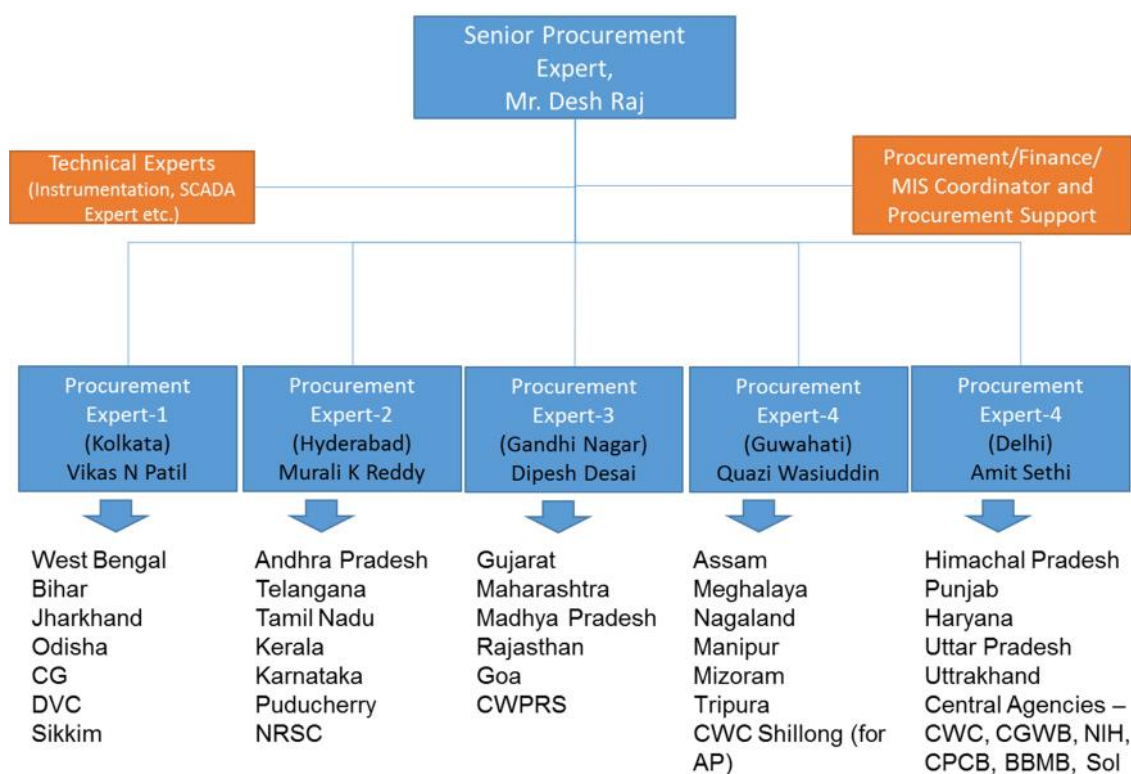 Senior Procurement
Expert,
Mr. Desh Raj
Technical Experts
(Instrumentation, SCADA
Expert etc.)
Procurement/Finance/
MIS Coordinator and
Procurement Support
Procurement
Expert-1
(Kolkata)
Vikas N Patil
Procurement
Expert-2
(Hyderabad)
Murali K Reddy
Procurement
Expert-3
(Gandhi Nagar)
Dipesh Desai
Procurement
Expert-4
(Guwahati)
Quazi Wasiuddin
Procurement
Expert-4
(Delhi)
Amit Sethi
West Bengal
Bihar
Jharkhand
Odisha
CG
DVC
Sikkim
Andhra Pradesh
Telangana
Tamil Nadu
Kerala
Karnataka
Puducherry
NRSC
Gujarat
Maharashtra
Madhya Pradesh
Rajasthan
Goa
CWPRS
Assam
Meghalaya
Nagaland
Manipur
Mizoram
Tripura
CWC Shillong (for
AP)
Himachal Pradesh
Punjab
Haryana
Uttar Pradesh
Uttrakhand
Central Agencies –
CWC, CGWB, NIH,
CPCB, BBMB, SoI